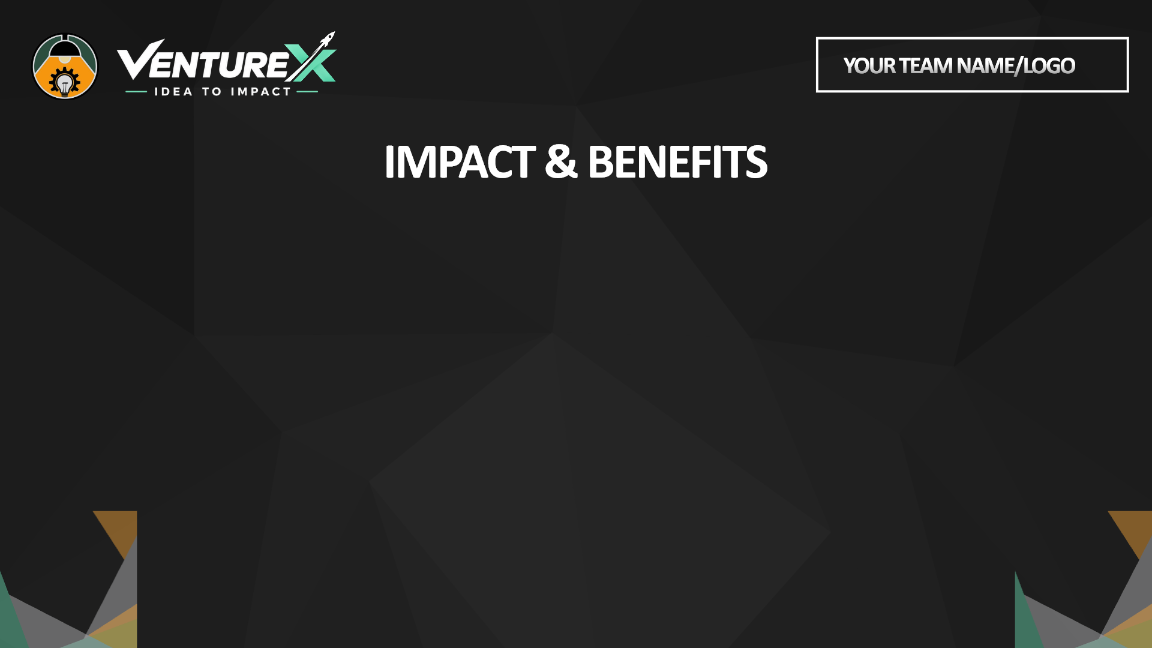 VENTUREX
IDEA TO IMPACT
YOUR TEAM NAME/LOGO
IMPACT & BENEFITS